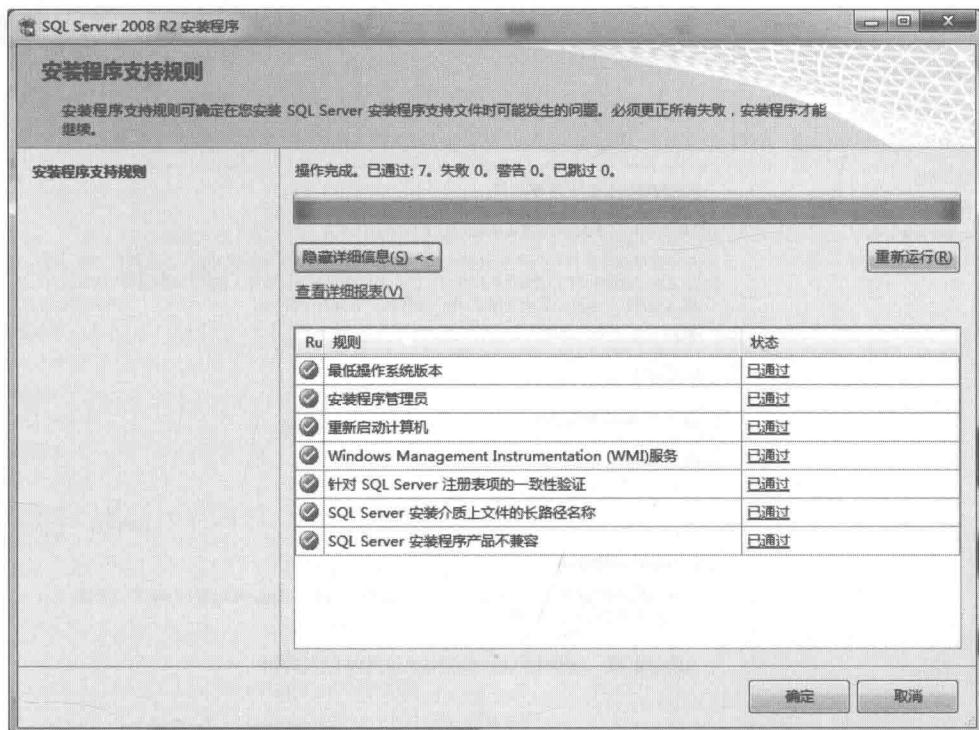 SQL Server 2008 R2 安装程序
安装程序支持规则
安装程序支持规则可确定在您安装 SQL Server 安装程序支持文件时可能发生的问题。必须更正所有失败，安装程序才能
继续。
安装程序支持规则
操作完成。已通过: 7。失败 0。警告 0。已跳过 0。
隐藏详细信息(S) <<
重新运行(R)
查看详细报表(V)
Ru 规则 状态
最低操作系统版本 已通过
安装程序管理员 已通过
重新启动计算机 已通过
Windows Management Instrumentation (WMI)服务 已通过
针对 SQL Server 注册表项的一致性验证 已通过
SQL Server 安装介质上文件的长路径名称 已通过
SQL Server 安装程序产品不兼容 已通过
确定 取消